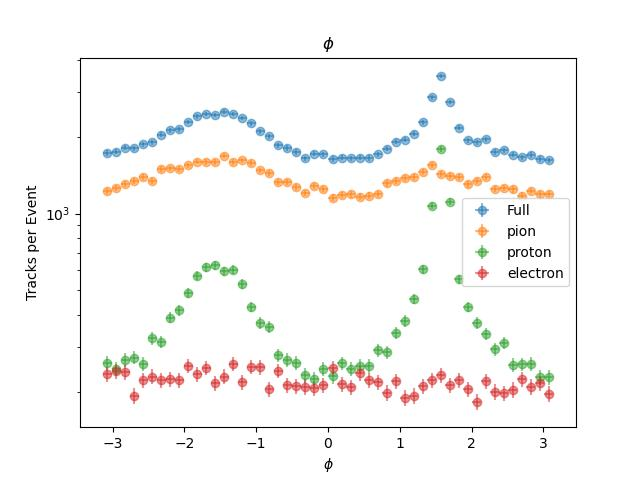 ϕ
Tracks per Event
10³
Full
pion
proton
electron
−3 −2 −1 0 1 2 3
ϕ